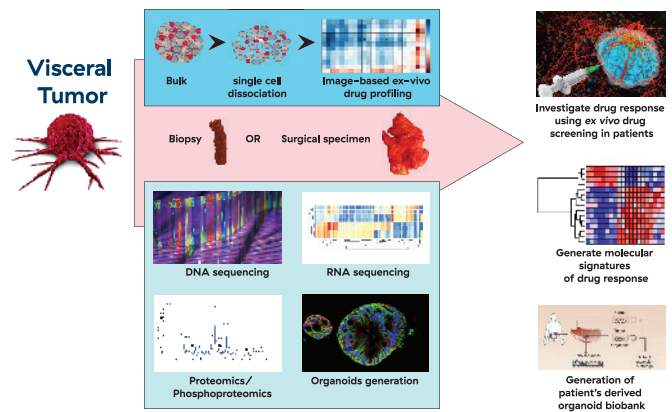 Visceral
Tumor
Bulk
single cell
dissociation
Image-based ex-vivo
drug profiling
Biopsy
OR
Surgical specimen
DNA sequencing
RNA sequencing
Proteomics/
Phosphoproteomics
Organoids generation
Investigate drug response
using ex vivo drug
screening in patients
Generate molecular
signatures
of drug response
Generation of
patient's derived
organoid biobank